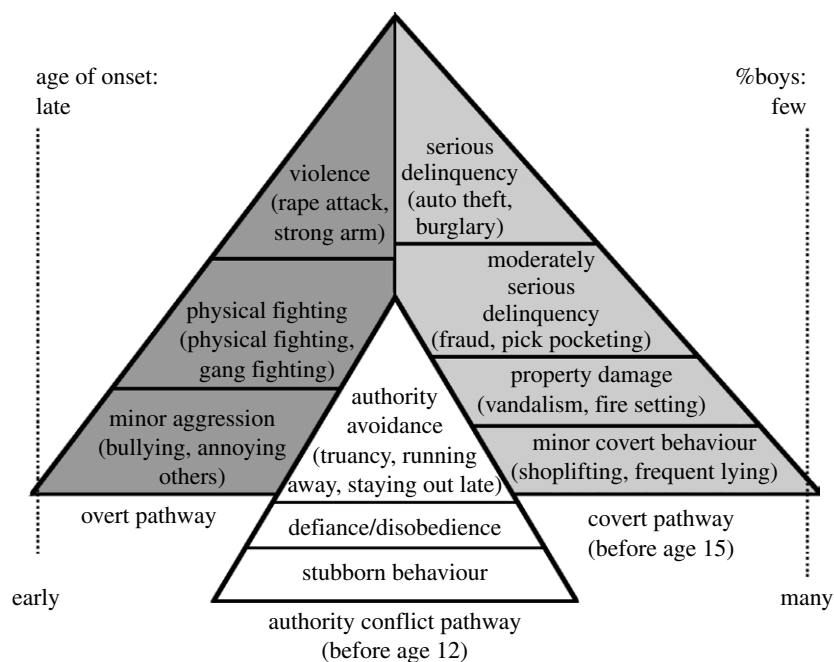 age of onset:
late
%boys:
few
violence
(rape attack,
strong arm)
serious
delinquency
(auto theft,
burglary)
physical fighting
(physical fighting,
gang fighting)
moderately
serious
delinquency
(fraud, pick pocketing)
minor aggression
(bullying, annoying
others)
authority
avoidance
(truancy, running
away, staying out late)
property damage
(vandalism, fire setting)
minor covert behaviour
(shoplifting, frequent lying)
overt pathway
defiance/disobedience
covert pathway
(before age 15)
stubborn behaviour
early
many
authority conflict pathway
(before age 12)